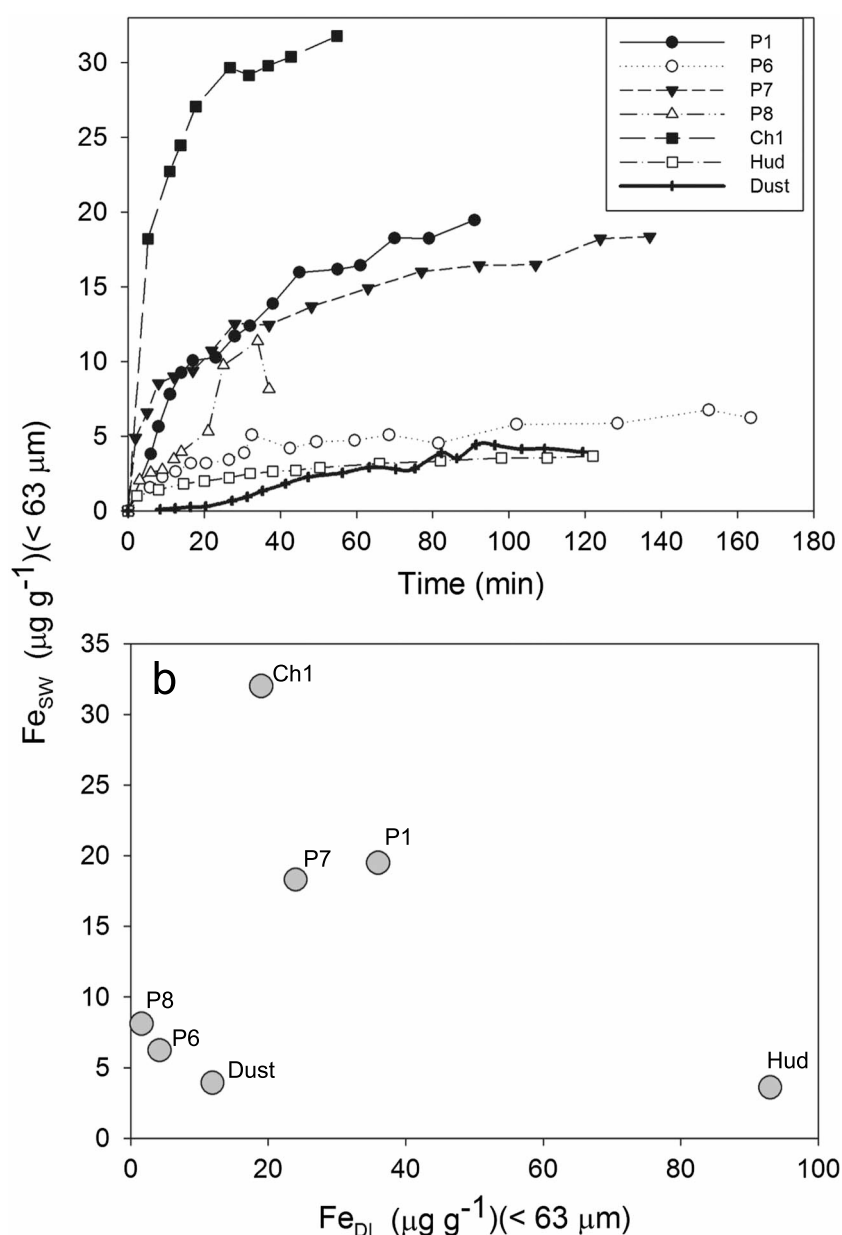 30
25
20
15
10
5
0
0 20 40 60 80 100 120 140 160 180
Time (min)
P1
P6
P7
P8
Ch1
Hud
Dust
Fe_SW (μg g⁻¹)(< 63 μm)
b
35
30
25
20
15
10
5
0
Ch1
P1
P7
P8
P6
Dust
Hud
0 20 40 60 80 100
Fe_DI (μg g⁻¹)(< 63 μm)